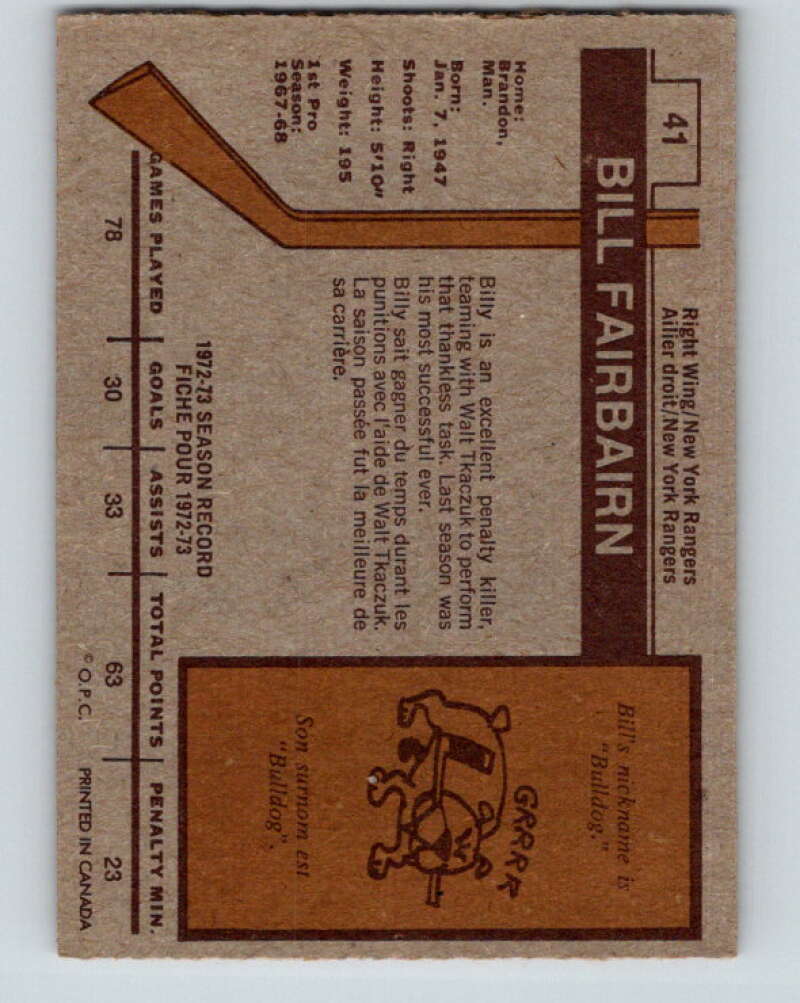 41
Right Wing/New York Rangers
Ailier droit/New York Rangers
BILL FAIRBAIRN
Home:
Brandon,
Man.
Born:
Jan. 7, 1947
Shoots: Right
Height: 5'10"
Weight: 195
1st Pro
Season:
1967-68
Billy is an excellent penalty killer,
teaming with Walt Tkaczuk to perform
that thankless task. Last season was
his most successful ever.
Billy sait gagner du temps durant les
punitions avec l'aide de Walt Tkaczuk.
La saison passée fut la meilleure de
sa carrière.
Bill's nickname is
"Bulldog."
GRRRR
Son surnom est
"Bulldog".
1972-73 SEASON RECORD
FICHE POUR 1972-73
GAMES PLAYED GOALS ASSISTS TOTAL POINTS PENALTY MIN.
78 30 33 63 23
© O.P.C. PRINTED IN CANADA